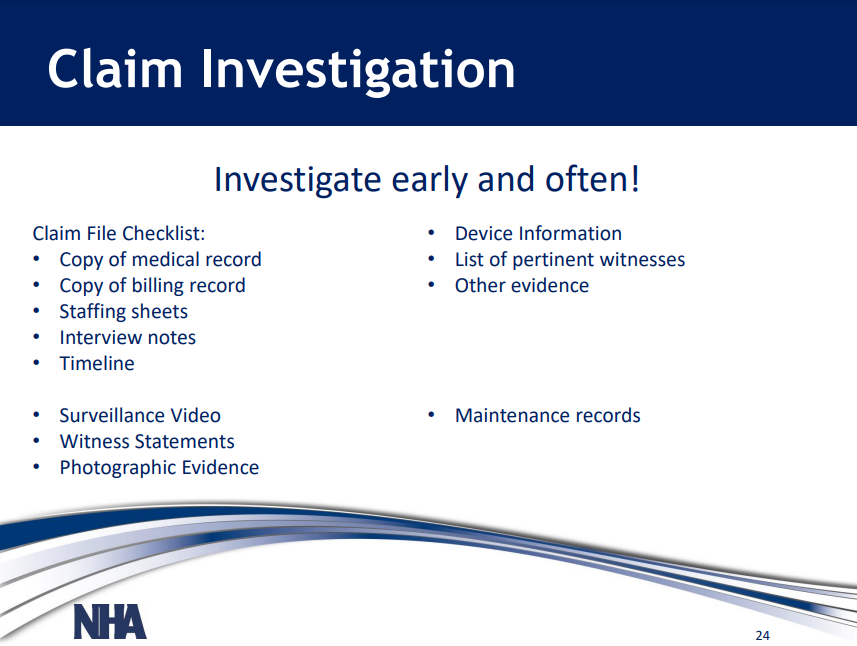 Claim Investigation
Investigate early and often!
Claim File Checklist:
• Copy of medical record
• Copy of billing record
• Staffing sheets
• Interview notes
• Timeline
• Surveillance Video
• Witness Statements
• Photographic Evidence
• Device Information
• List of pertinent witnesses
• Other evidence
• Maintenance records
NHA
24